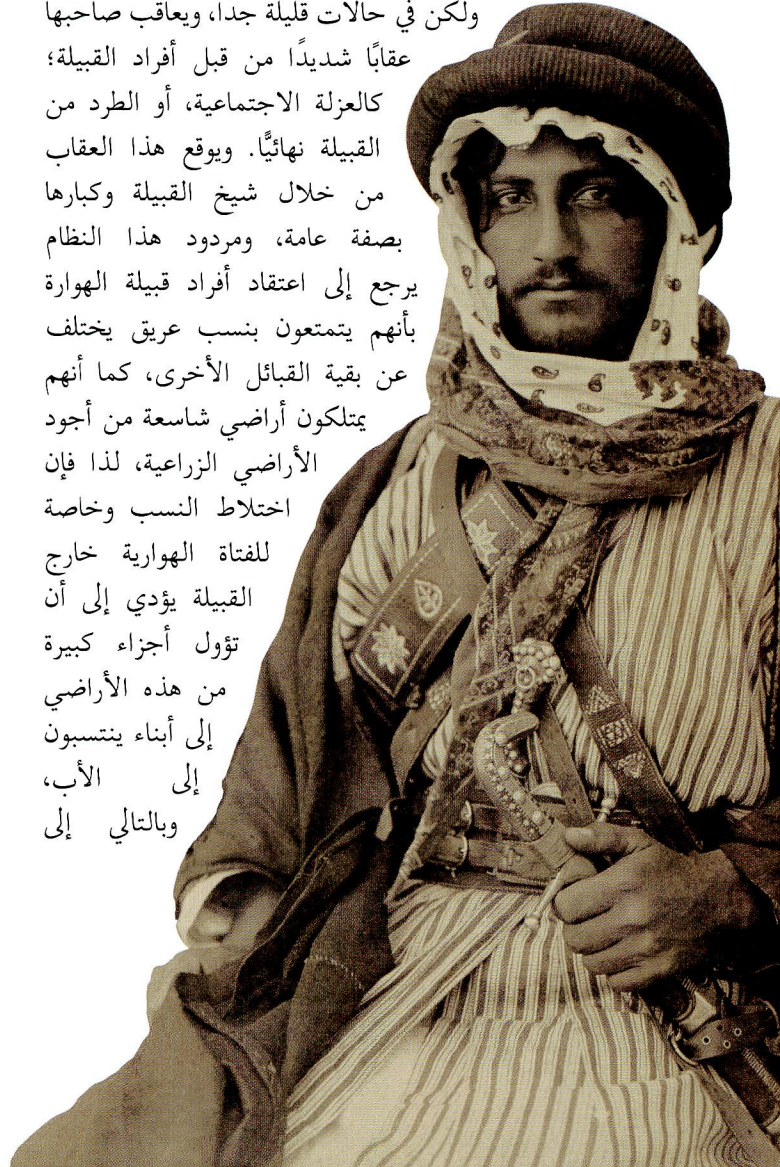 ولكن في حالات قليلة جدا، ويعاقب صاحبها
عقابًا شديدًا من قبل أفراد القبيلة؛
كالعزلة الاجتماعية، أو الطرد من
القبيلة نهائيًّا. ويوقع هذا العقاب
من خلال شيخ القبيلة وكبارها
بصفة عامة، ومردود هذا النظام
يرجع إلى اعتقاد أفراد قبيلة الهوارة
بأنهم يتمتعون بنسب عريق يختلف
عن بقية القبائل الأخرى، كما أنهم
يمتلكون أراضي شاسعة من أجود
الأراضي الزراعية، لذا فإن
اختلاط النسب وخاصة
للفتاة الهوارية خارج
القبيلة يؤدي إلى أن
تؤول أجزاء كبيرة
من هذه الأراضي
إلى أبناء ينتسبون
إلى الأب،
وبالتالي إلى